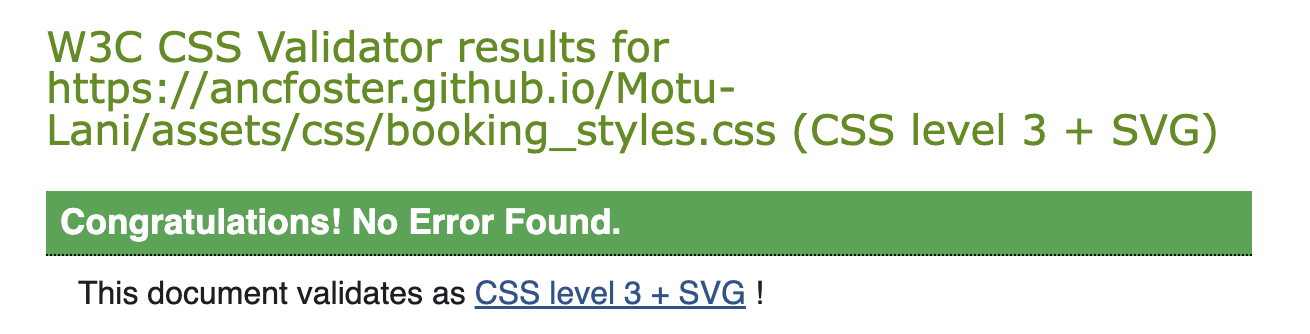 W3C CSS Validator results for
https://ancfoster.github.io/Motu-
Lani/assets/css/booking_styles.css (CSS level 3 + SVG)
Congratulations! No Error Found.
This document validates as CSS level 3 + SVG !